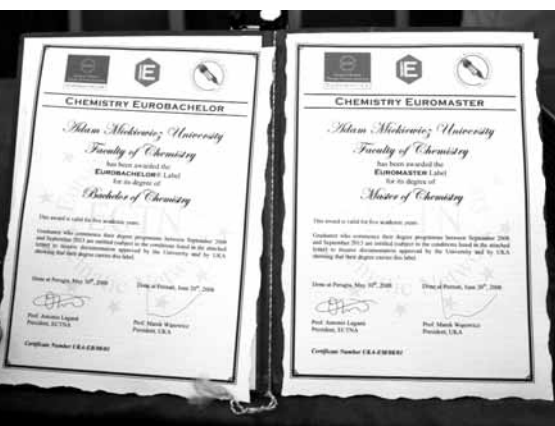 CHEMISTRY EUROBACHELOR
Adam Mickiewicz University
Faculty of Chemistry
has been awarded the
EUROBACHELOR® Label
for its degree of
Bachelor of Chemistry
This award is valid for five academic years.
Graduates who commence their degree programme between September 2008
and September 2013 are entitled (subject to the conditions listed in the attached
letter) to receive documentation approved by the University and by UKA
showing that their degree carries this label.
Done at Perugia, May 30th, 2008
Done at Poznań, June 20th, 2008
Prof. Antonio Laganà
President, ECTNA
Prof. Marek Wąsowicz
President, UKA
CHEMISTRY EUROMASTER
Adam Mickiewicz University
Faculty of Chemistry
has been awarded the
EUROMASTER Label
for its degree of
Master of Chemistry
This award is valid for five academic years.
Graduates who commence their degree programme between September 2008
and September 2013 are entitled (subject to the conditions listed in the attached
letter) to receive documentation approved by the University and by UKA
showing that their degree carries this label.
Done at Perugia, May 30th, 2008
Done at Poznań, June 20th, 2008
Prof. Antonio Laganà
President, ECTNA
Prof. Marek Wąsowicz
President, UKA